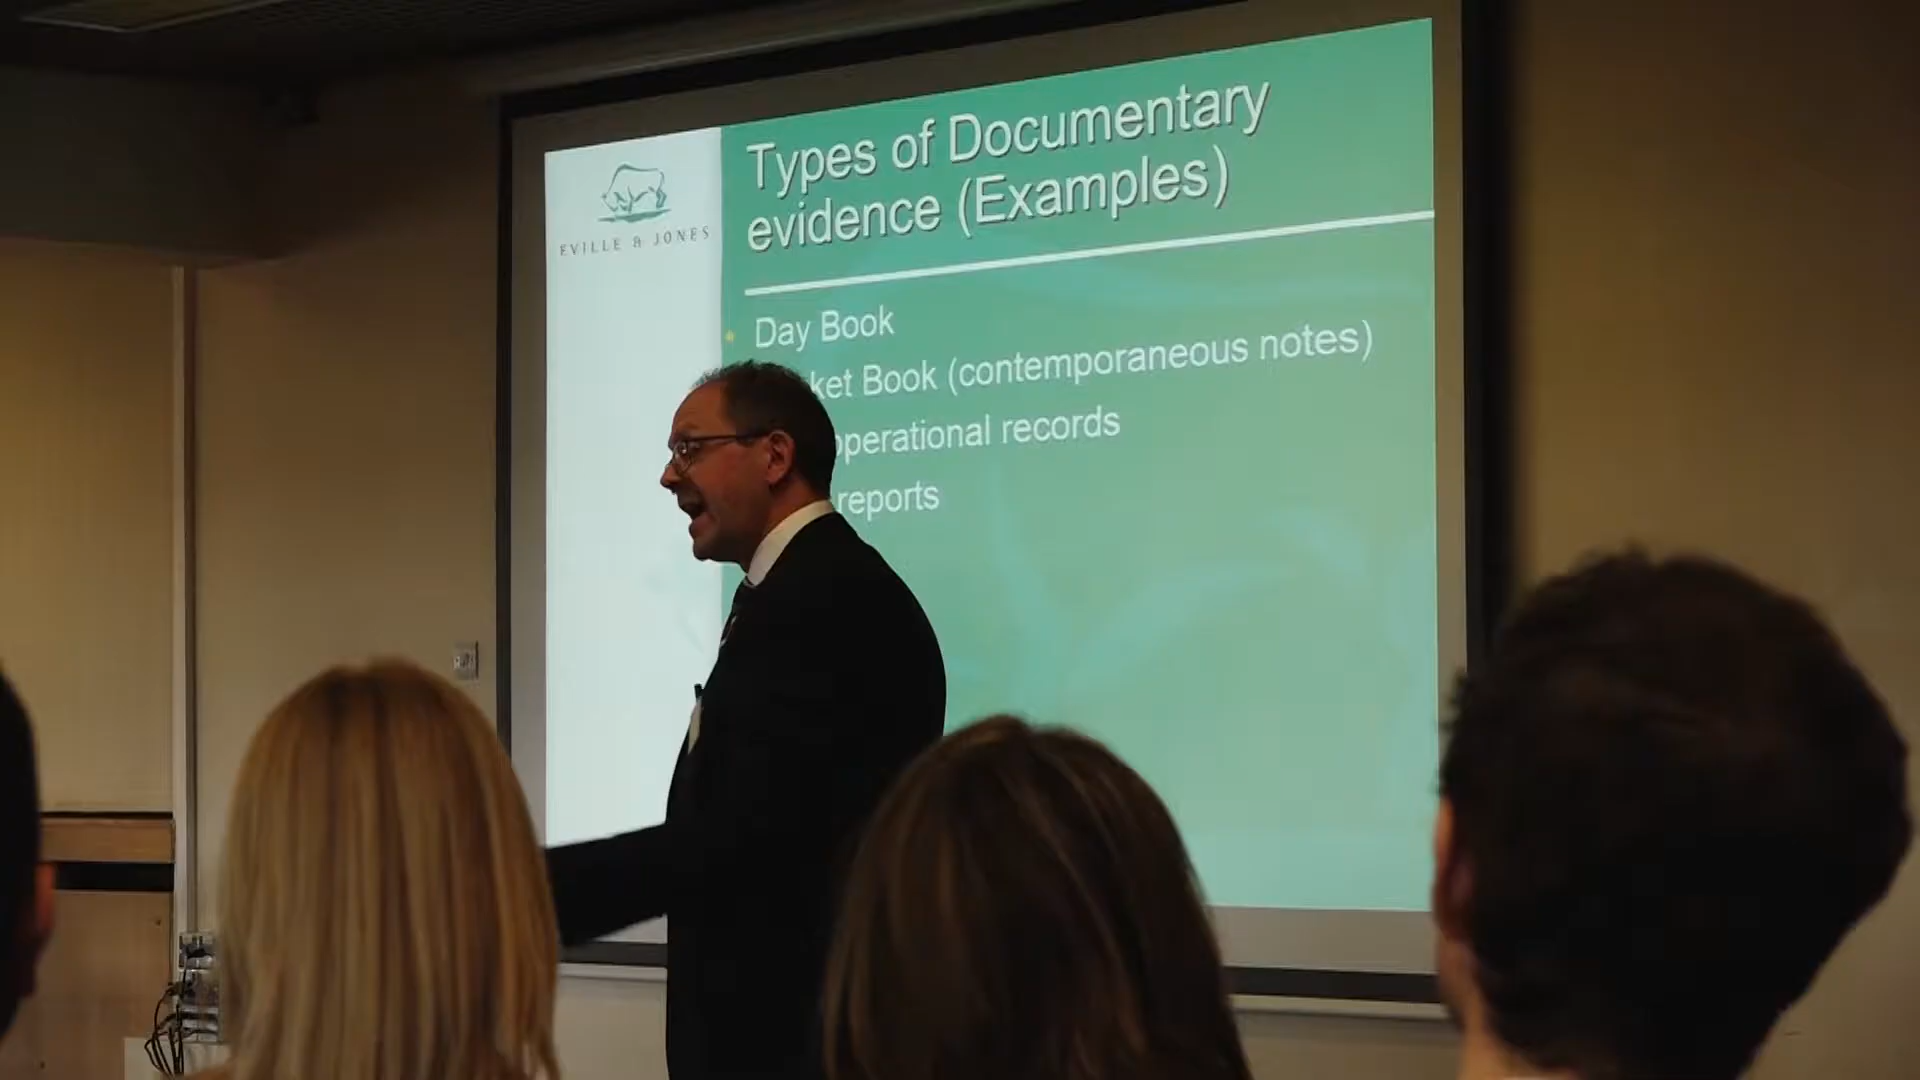 EVILLE & JONES
Types of Documentary
evidence (Examples)
Day Book
ket Book (contemporaneous notes)
operational records
reports